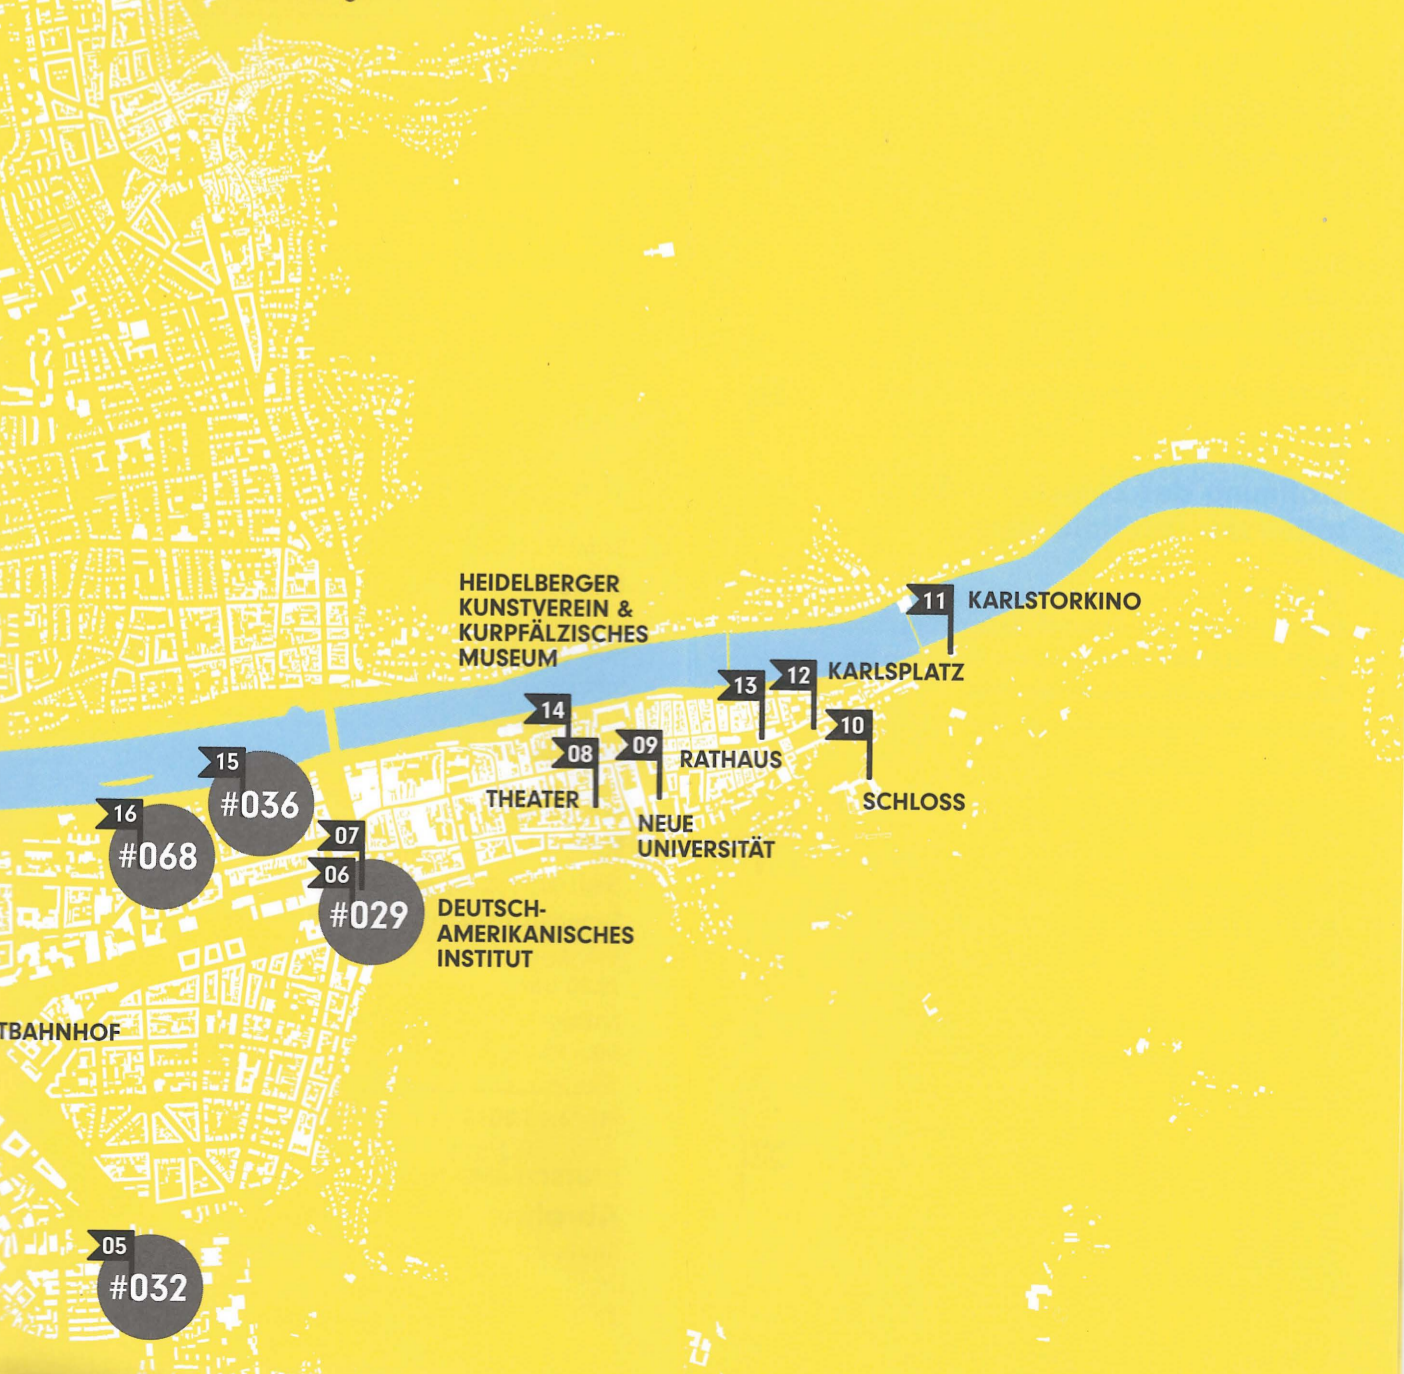 HEIDELBERGER
KUNSTVEREIN &
KURPFÄLZISCHES
MUSEUM
11 KARLSTORKINO
12 KARLSPLATZ
13
RATHAUS
14
10
SCHLOSS
08
THEATER
09
NEUE
UNIVERSITÄT
15
#036
16
#068
07
06
#029
DEUTSCH-
AMERIKANISCHES
INSTITUT
TBAHNHOF
05
#032